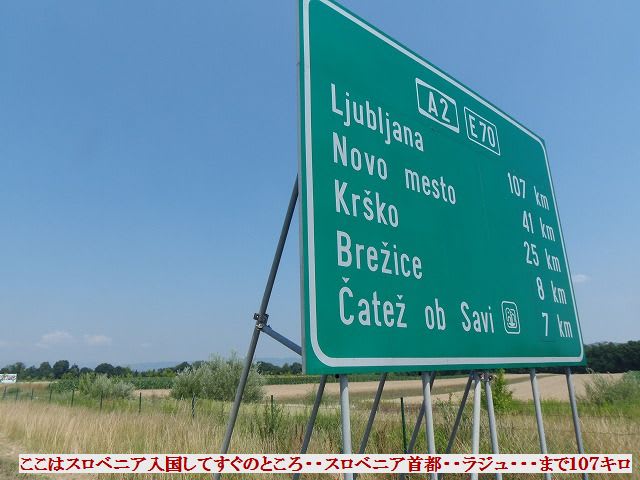 A2 E70
Ljubljana 107 km
Novo mesto 41 km
Krško 25 km
Brežice 8 km
Čatež ob Savi 7 km
ここはスロベニア入国してすぐのところ・・スロベニア首都・・ラジュ・・・まで107キロ